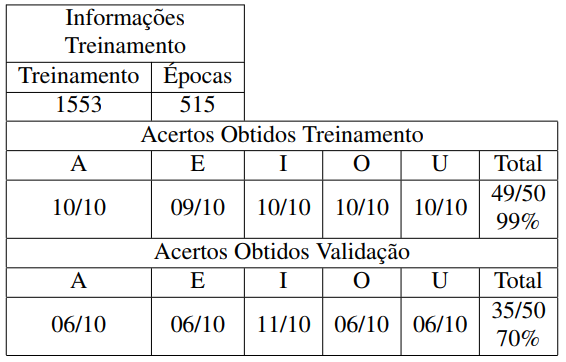 Informações
Treinamento
Treinamento Épocas
1553 515
Acertos Obtidos Treinamento
A E I O U Total
10/10 09/10 10/10 10/10 10/10 49/50
99%
Acertos Obtidos Validação
A E I O U Total
06/10 06/10 11/10 06/10 06/10 35/50
70%